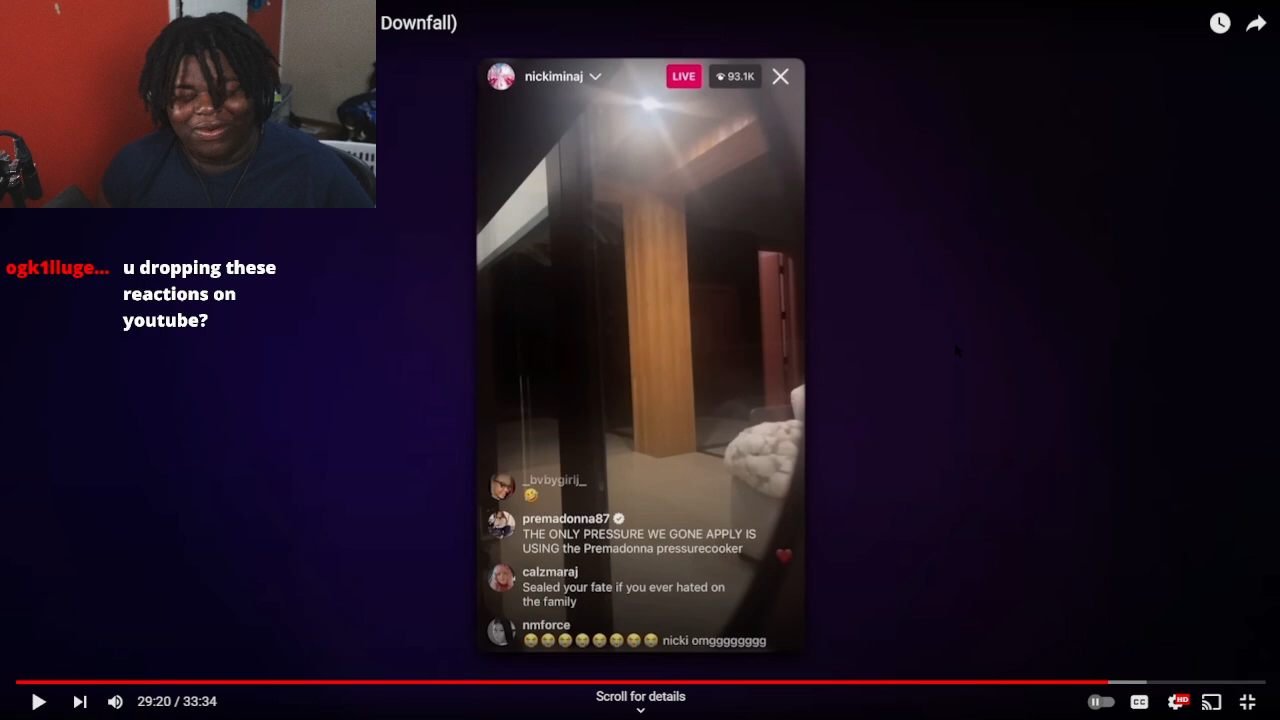 Downfall)
nickiminaj
LIVE
93.1K
ogk1lluge...
u dropping these
reactions on
youtube?
_bvbygirlj_
premadonna87
THE ONLY PRESSURE WE GONE APPLY IS
USING the Premadonna pressurecooker
calzmaraj
Sealed your fate if you ever hated on
the family
nmforce
😭😭😭😭😭😭😭😭 nicki omgggggggg
29:20 / 33:34
Scroll for details
CC
HD